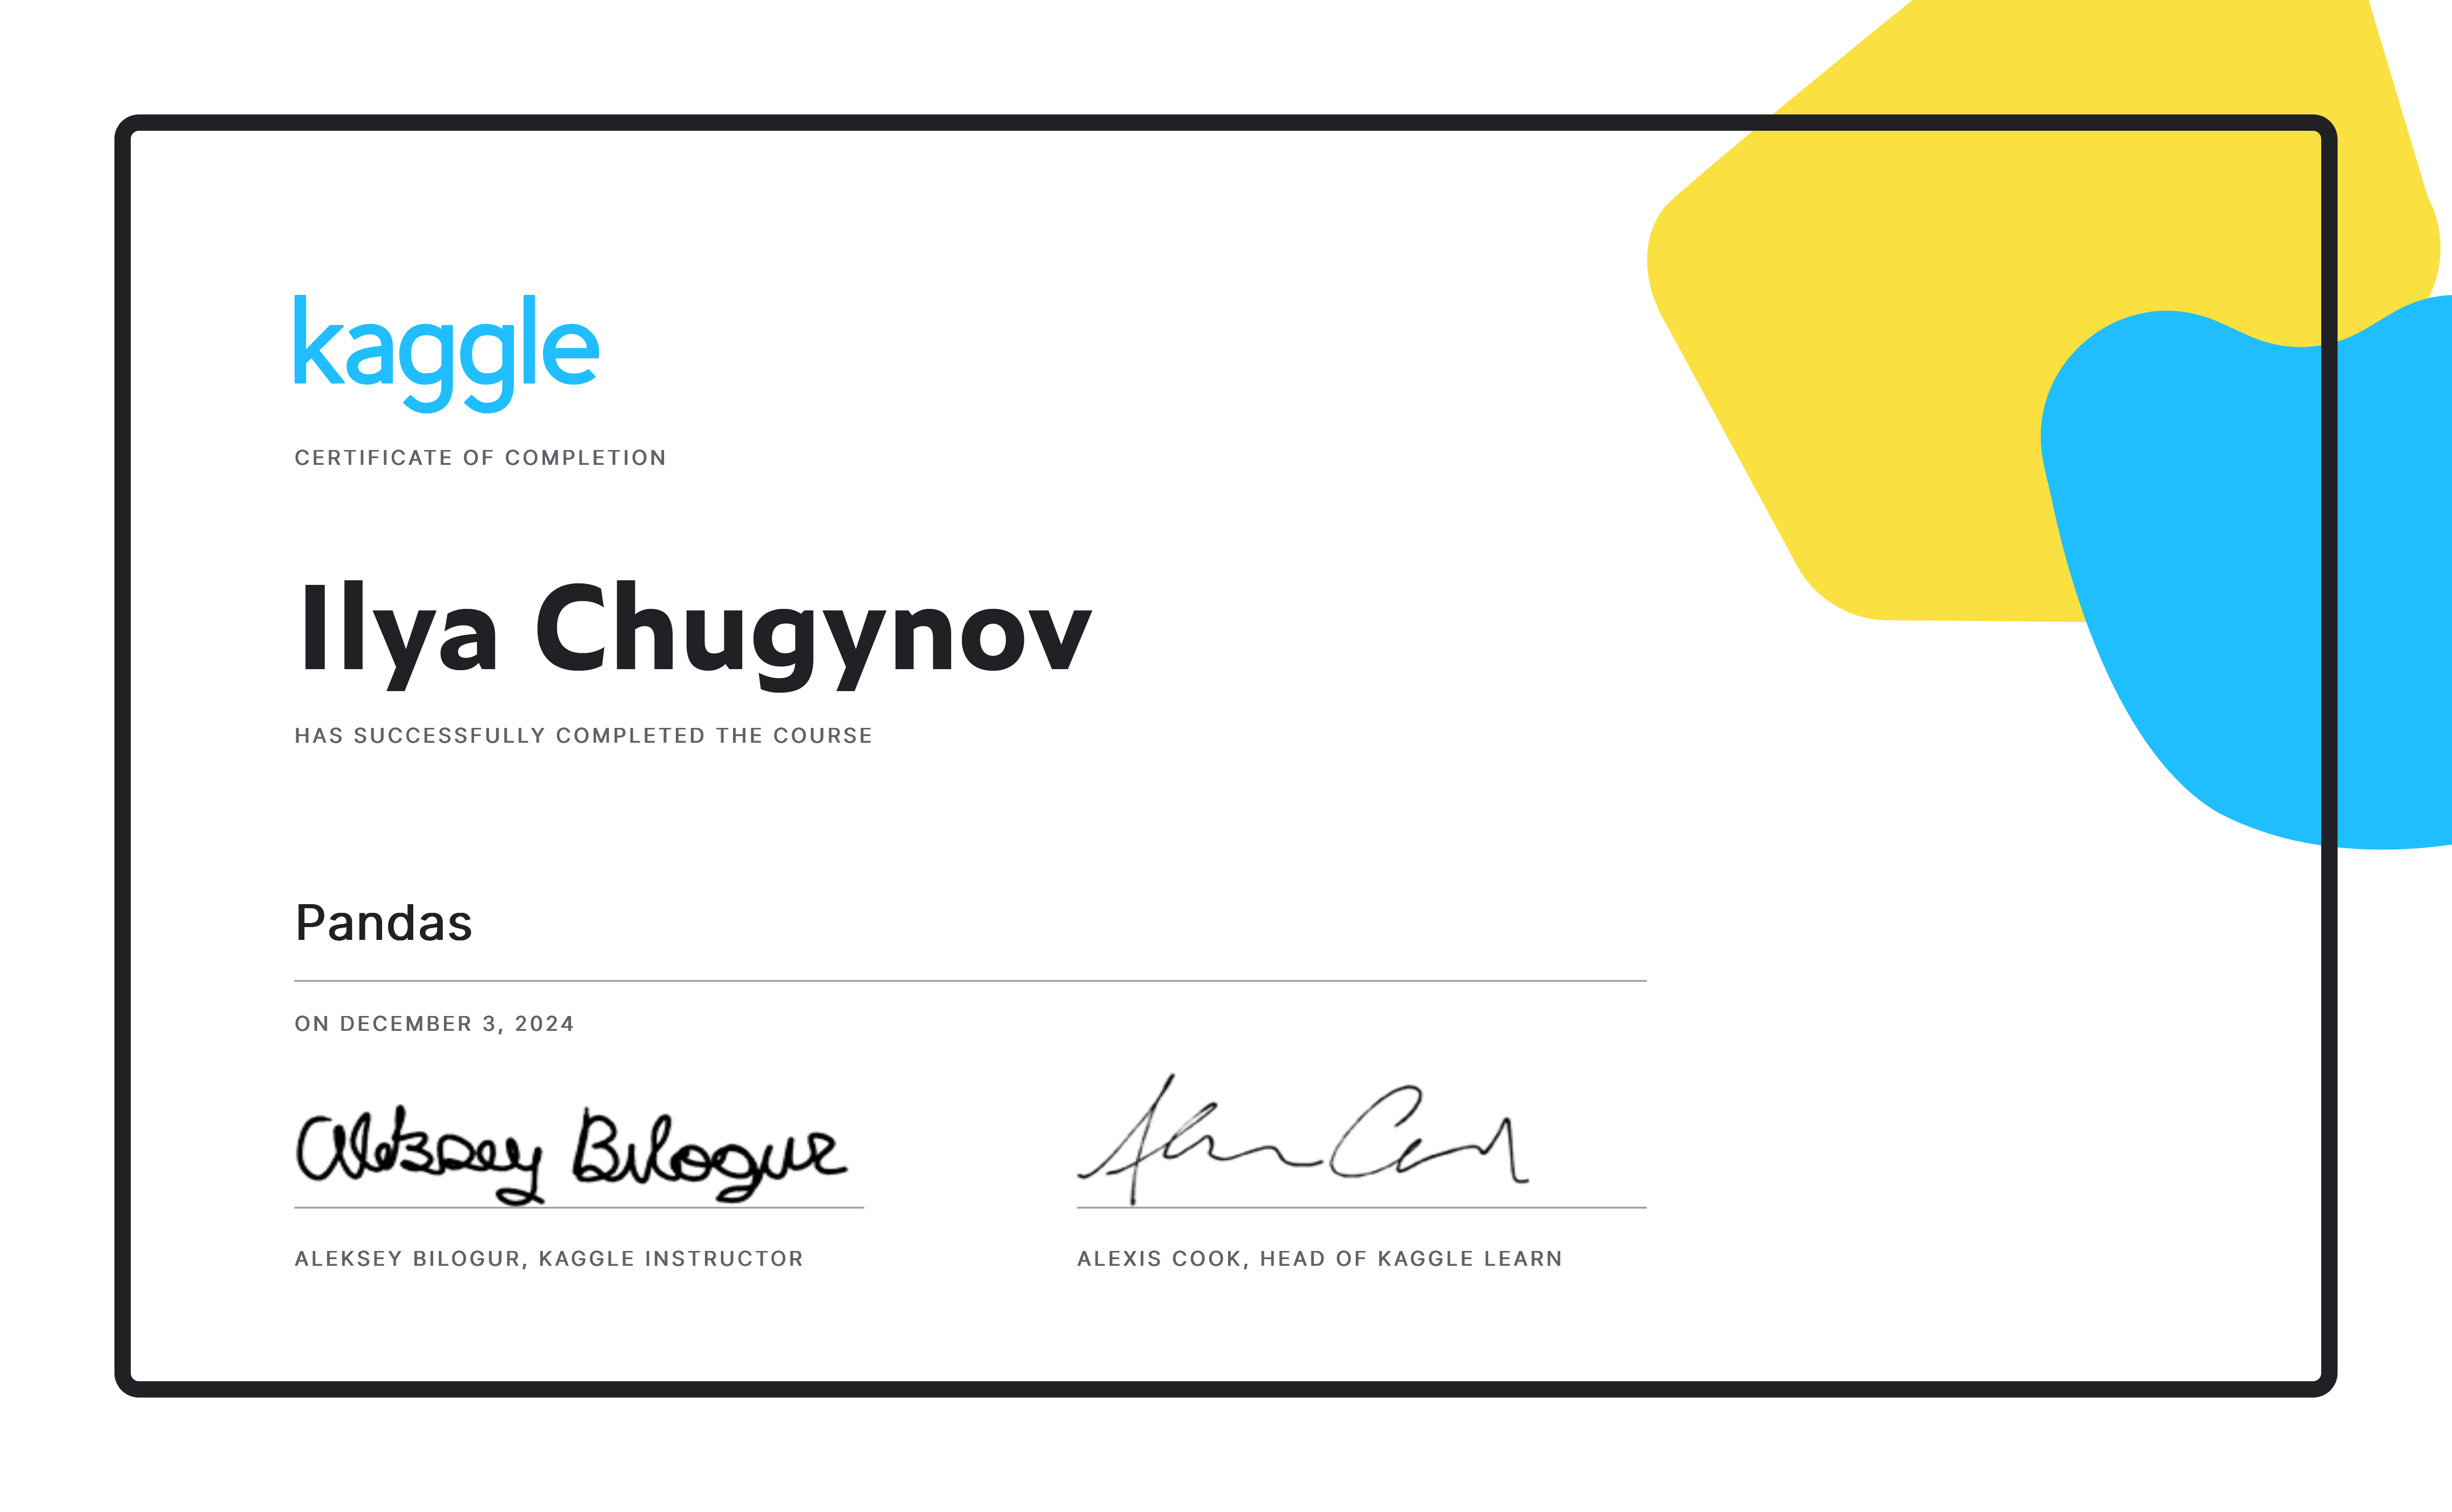 kaggle
CERTIFICATE OF COMPLETION
Ilya Chugynov
HAS SUCCESSFULLY COMPLETED THE COURSE
Pandas
ON DECEMBER 3, 2024
Aleksey Bilogur
ALEKSEY BILOGUR, KAGGLE INSTRUCTOR
ALEXIS COOK, HEAD OF KAGGLE LEARN